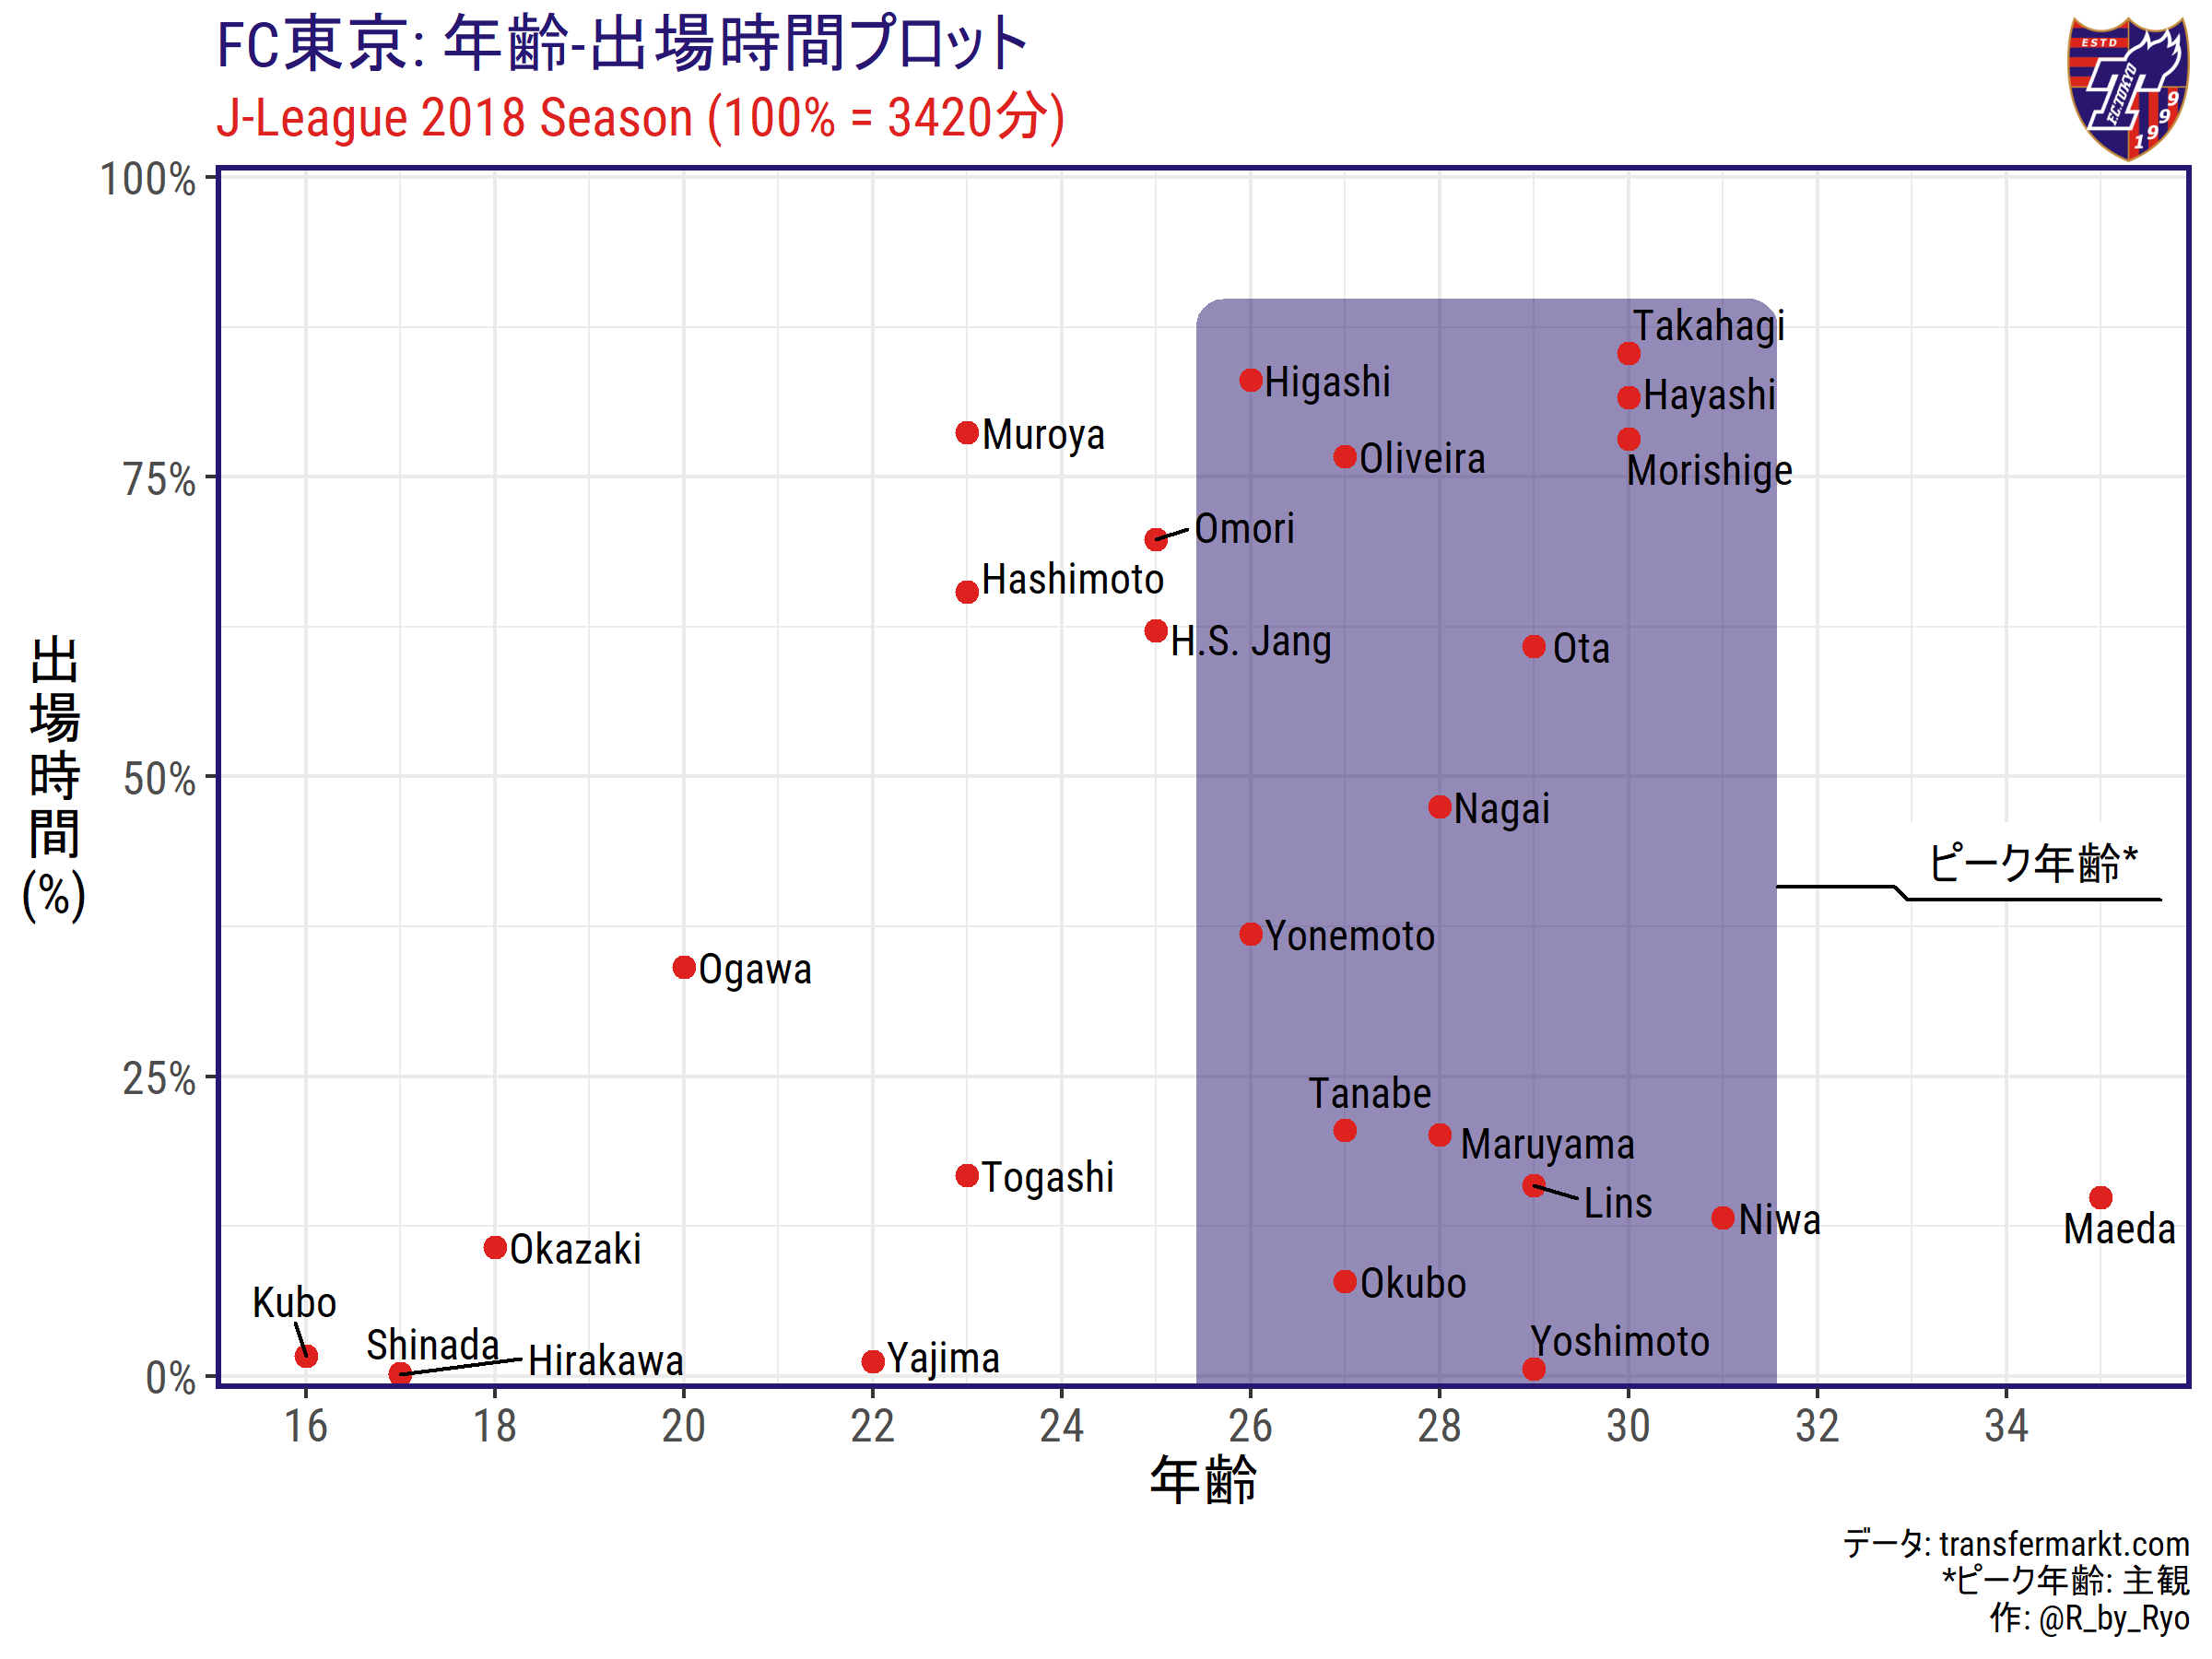 FC東京: 年齢-出場時間プロット
J-League 2018 Season (100% = 3420分)
ESTD
F.C.TOKYO
1999
100%
75%
50%
25%
0%
出場時間(%)
Takahagi
Higashi
Hayashi
Muroya
Oliveira
Morishige
Omori
Hashimoto
H.S. Jang
Ota
Nagai
ピーク年齢*
Yonemoto
Ogawa
Tanabe
Maruyama
Togashi
Lins
Niwa
Maeda
Okazaki
Okubo
Kubo
Shinada
Hirakawa
Yajima
Yoshimoto
16 18 20 22 24 26 28 30 32 34
年齢
データ: transfermarkt.com
*ピーク年齢: 主観
作: @R_by_Ryo